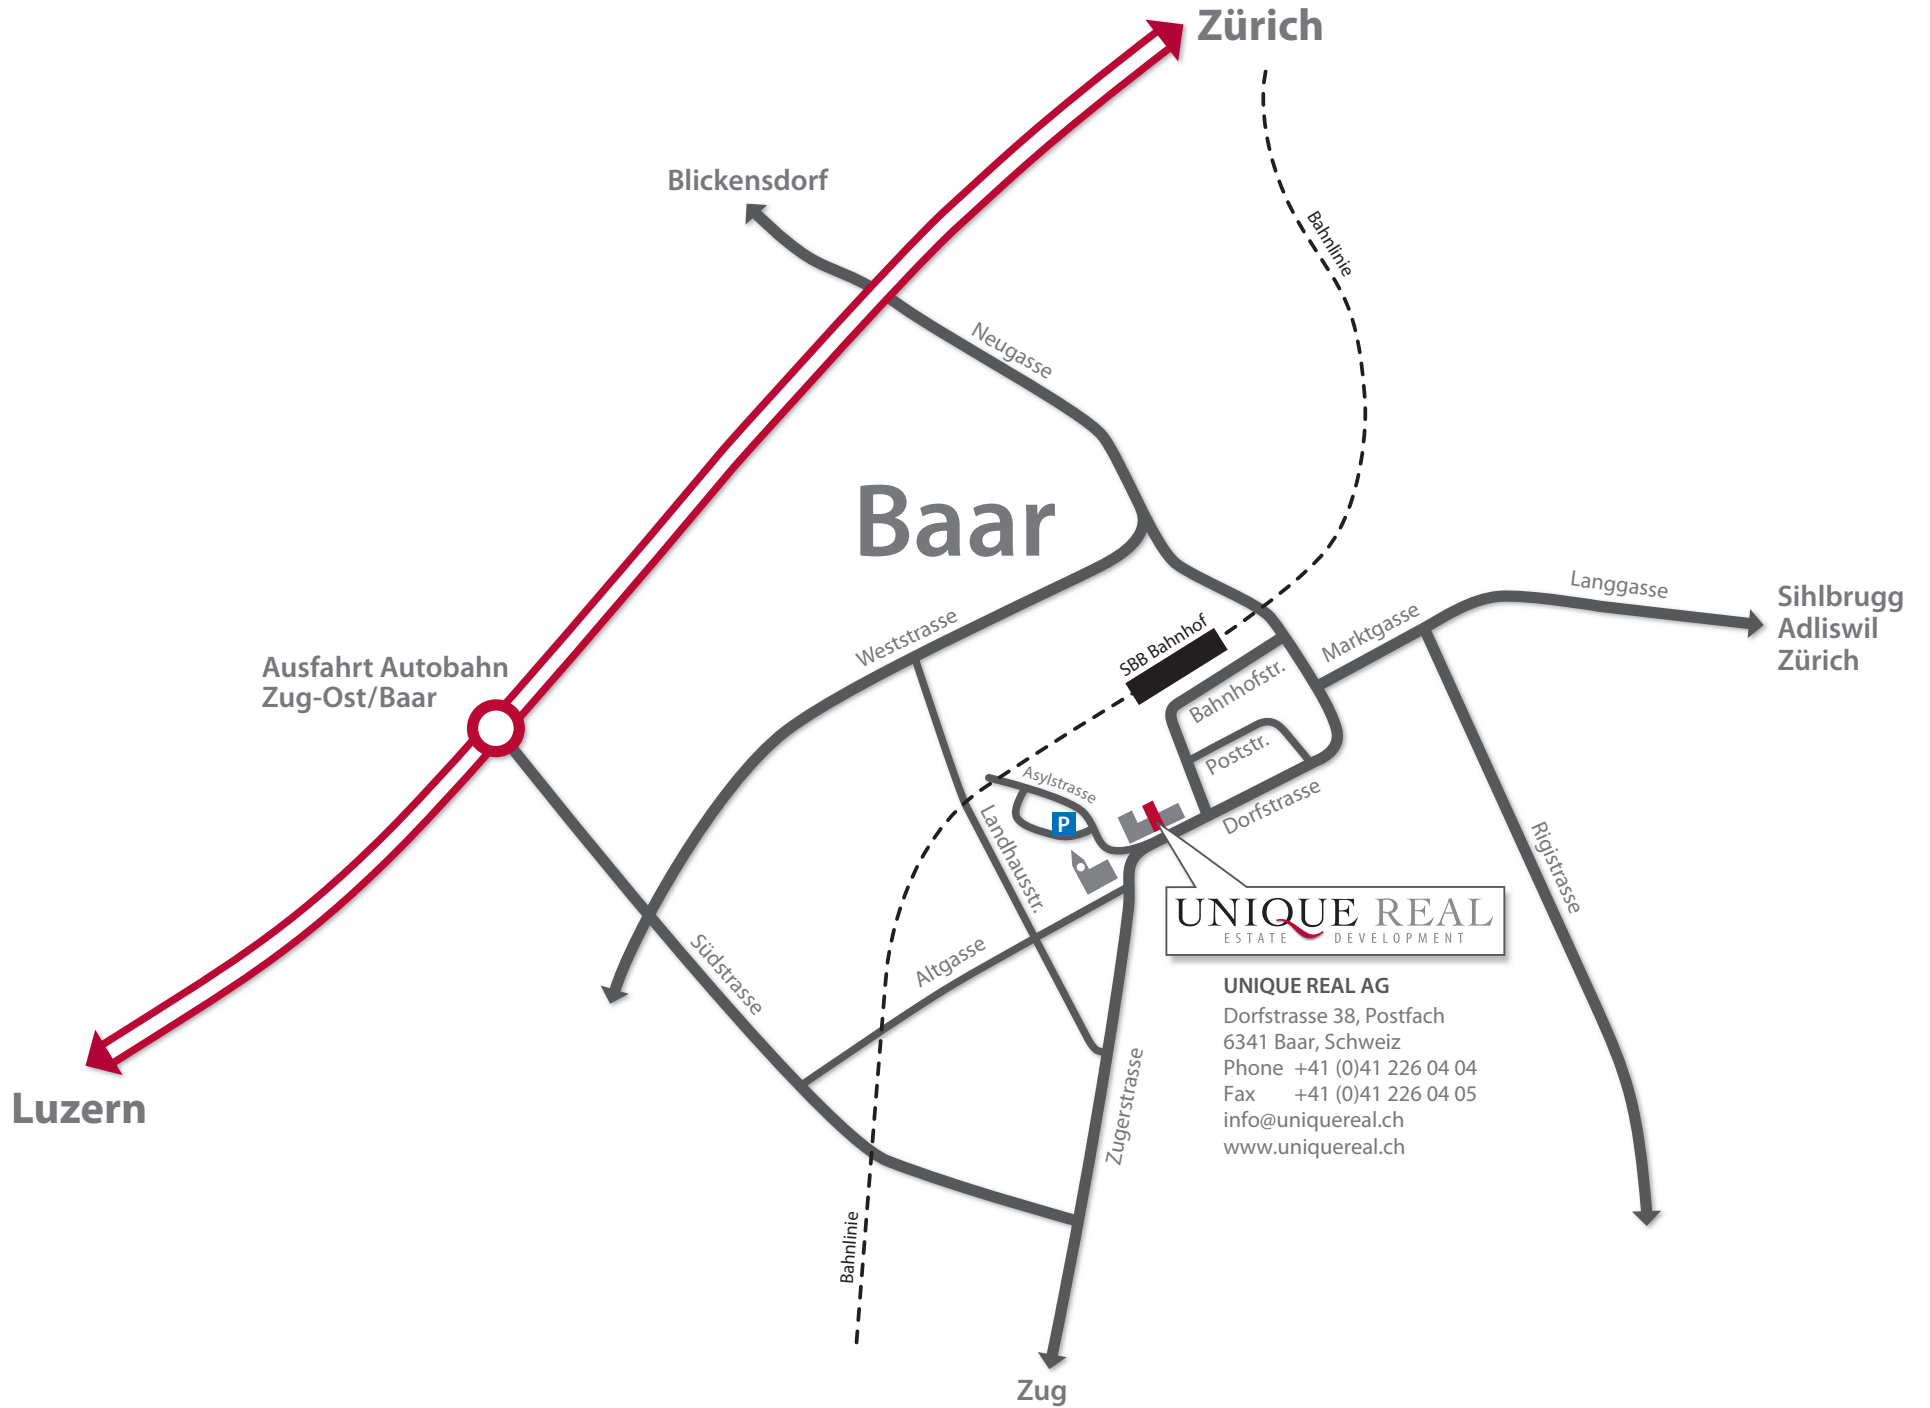 Zürich
Blickensdorf
Bahnlinie
Neugasse
Baar
Langgasse
Sihlbrugg
Adliswil
Zürich
Marktgasse
Weststrasse
SBB Bahnhof
Ausfahrt Autobahn
Zug-Ost/Baar
Bahnhofstr.
Poststr.
Asylstrasse
P
Dorfstrasse
Landhausstr.
Rigistrasse
UNIQUE REAL
ESTATE DEVELOPMENT
Südstrasse
Altgasse
UNIQUE REAL AG
Dorfstrasse 38, Postfach
6341 Baar, Schweiz
Phone +41 (0)41 226 04 04
Fax +41 (0)41 226 04 05
info@uniquereal.ch
www.uniquereal.ch
Luzern
Zugerstrasse
Bahnlinie
Zug